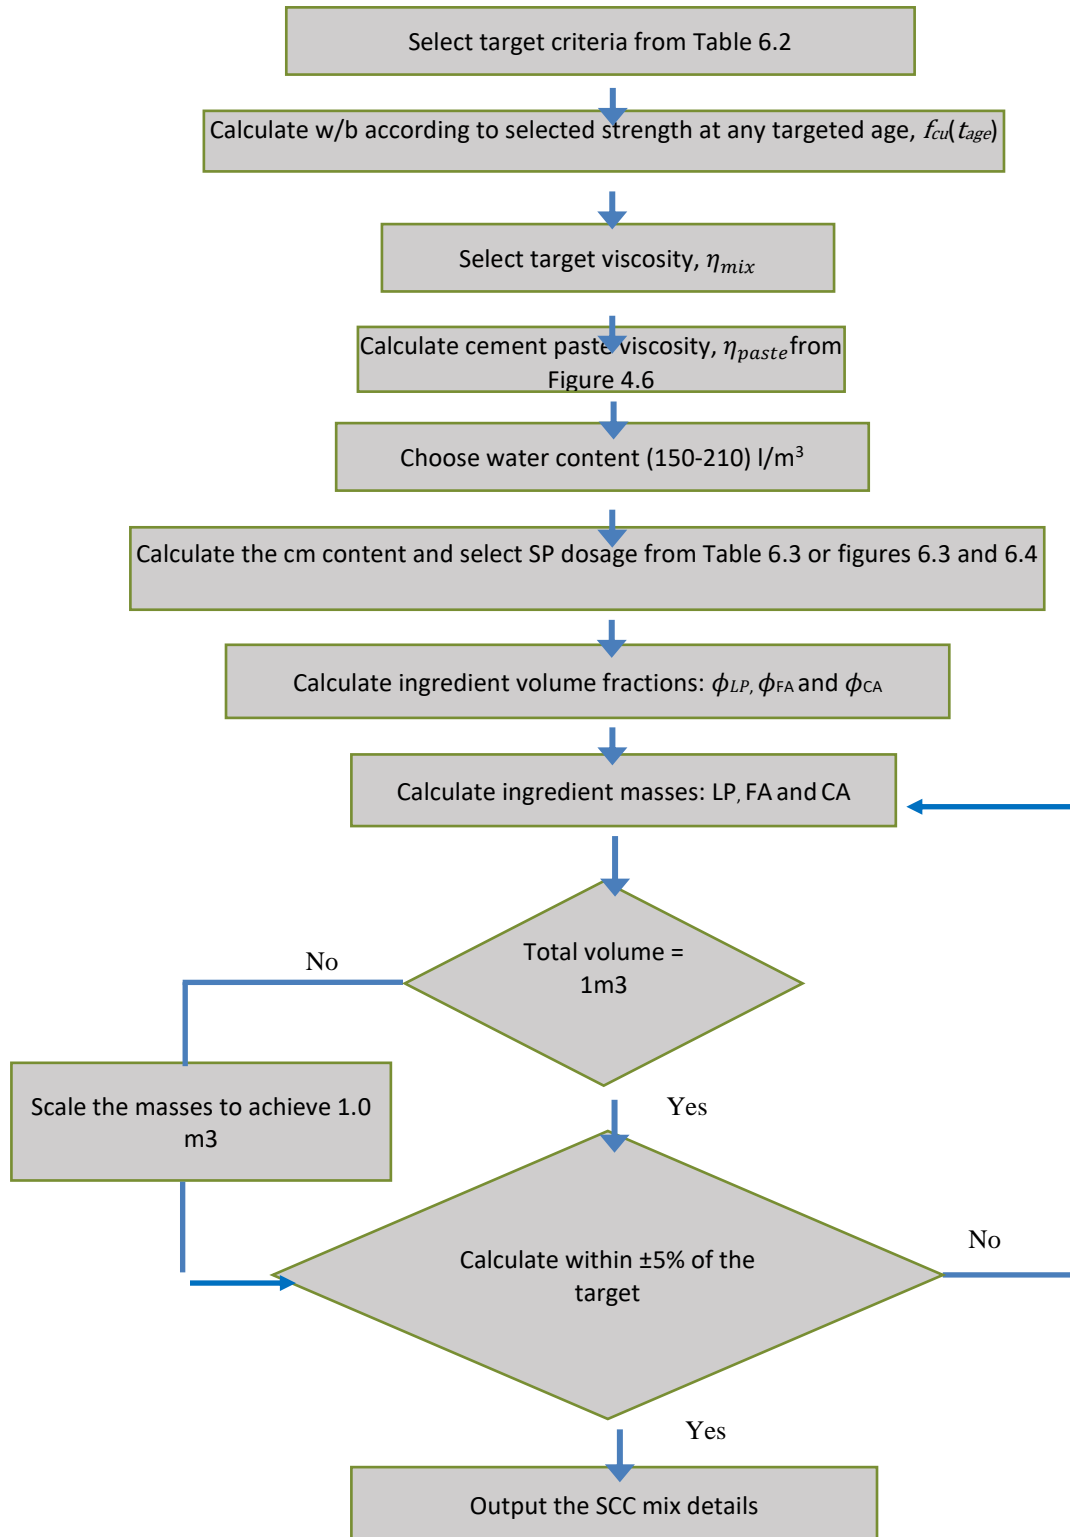 Select target criteria from Table 6.2
Calculate w/b according to selected strength at any targeted age, fcu(tage)
Select target viscosity, ηmix
Calculate cement paste viscosity, ηpaste from
Figure 4.6
Choose water content (150-210) l/m³
Calculate the cm content and select SP dosage from Table 6.3 or figures 6.3 and 6.4
Calculate ingredient volume fractions: ϕLP, ϕFA and ϕCA
Calculate ingredient masses: LP, FA and CA
Total volume =
1m3
No
Scale the masses to achieve 1.0
m3
Yes
Calculate within ±5% of the
target
No
Yes
Output the SCC mix details